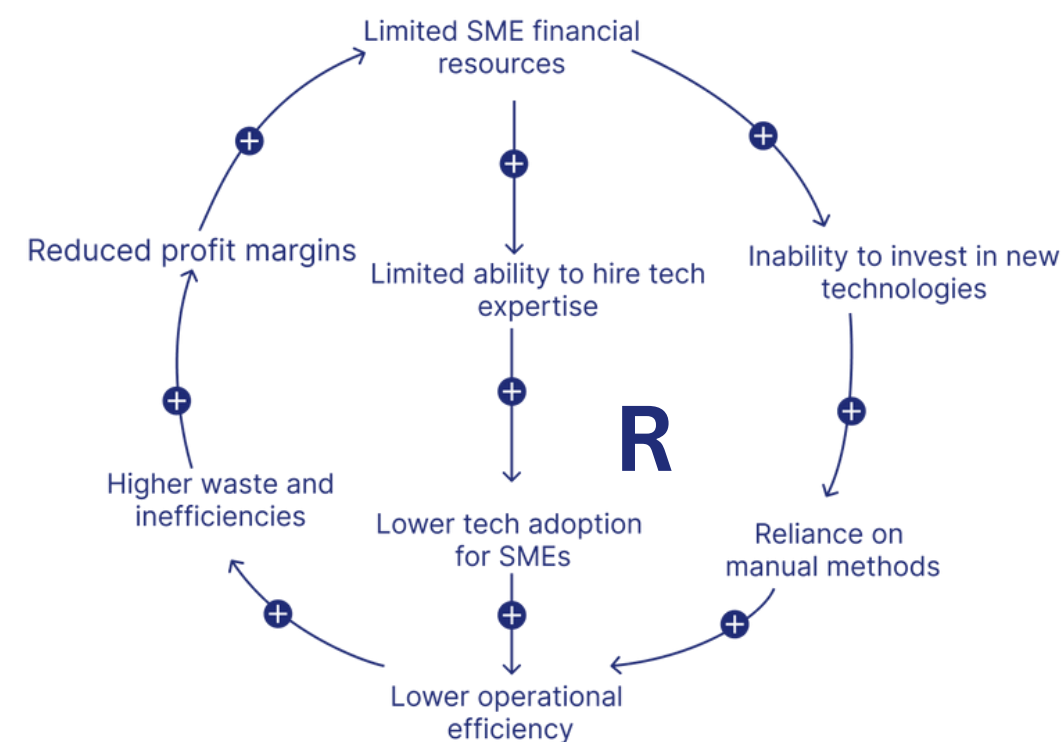 Limited SME financial
resources
Reduced profit margins
Limited ability to hire tech
expertise
Inability to invest in new
technologies
R
Higher waste and
inefficiencies
Lower tech adoption
for SMEs
Reliance on
manual methods
Lower operational
efficiency